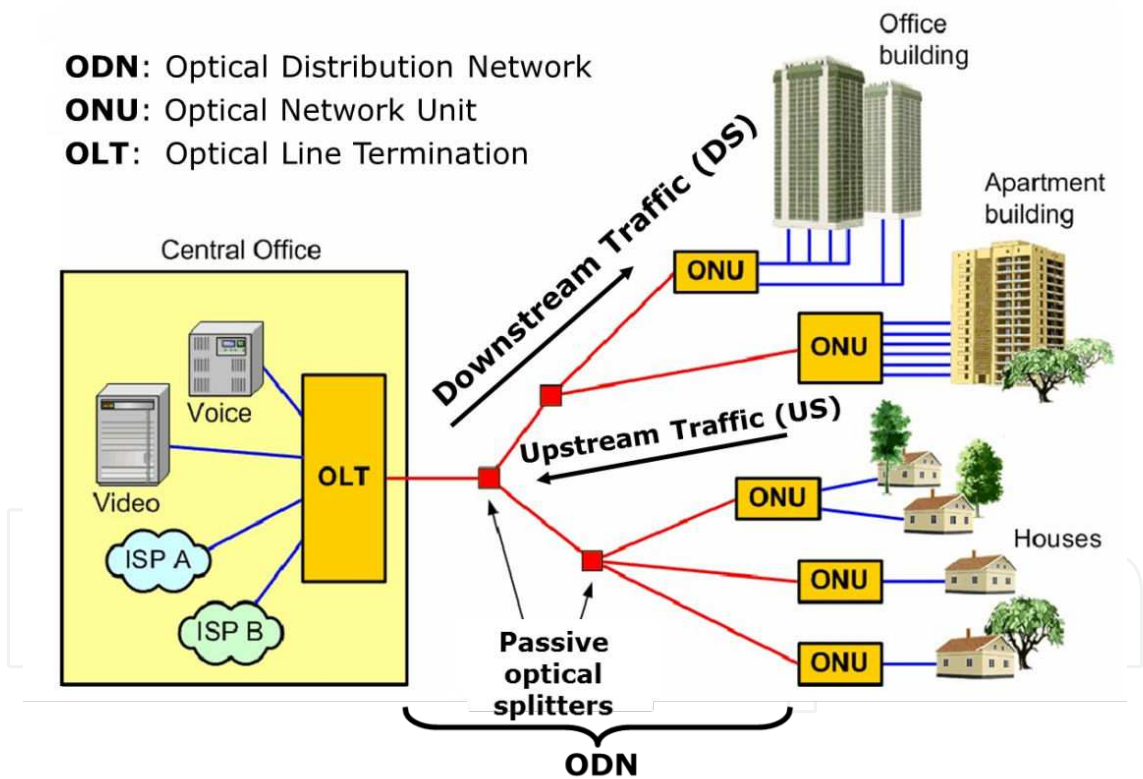 ODN: Optical Distribution Network
ONU: Optical Network Unit
OLT: Optical Line Termination
Office
building
Apartment
building
Central Office
Downstream Traffic (DS)
Upstream Traffic (US)
Voice
Video
ISP A
ISP B
OLT
ONU
ONU
ONU
ONU
ONU
Houses
Passive
optical
splitters
ODN